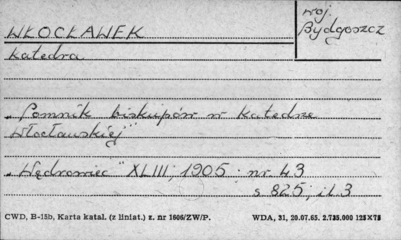 WŁOCŁAWEK
woj. Bydgoszcz
katedra
„Pomnik biskupów w katedrze
włocławskiej"
„Wędrowiec" XLIII, 1905 nr 43
s 825, il. 3
CWD, B-15b, Karta katal. (z liniat.) z. nr 1606/ZW/P. WDA, 31, 20.07.65. 2.735.000 125X75